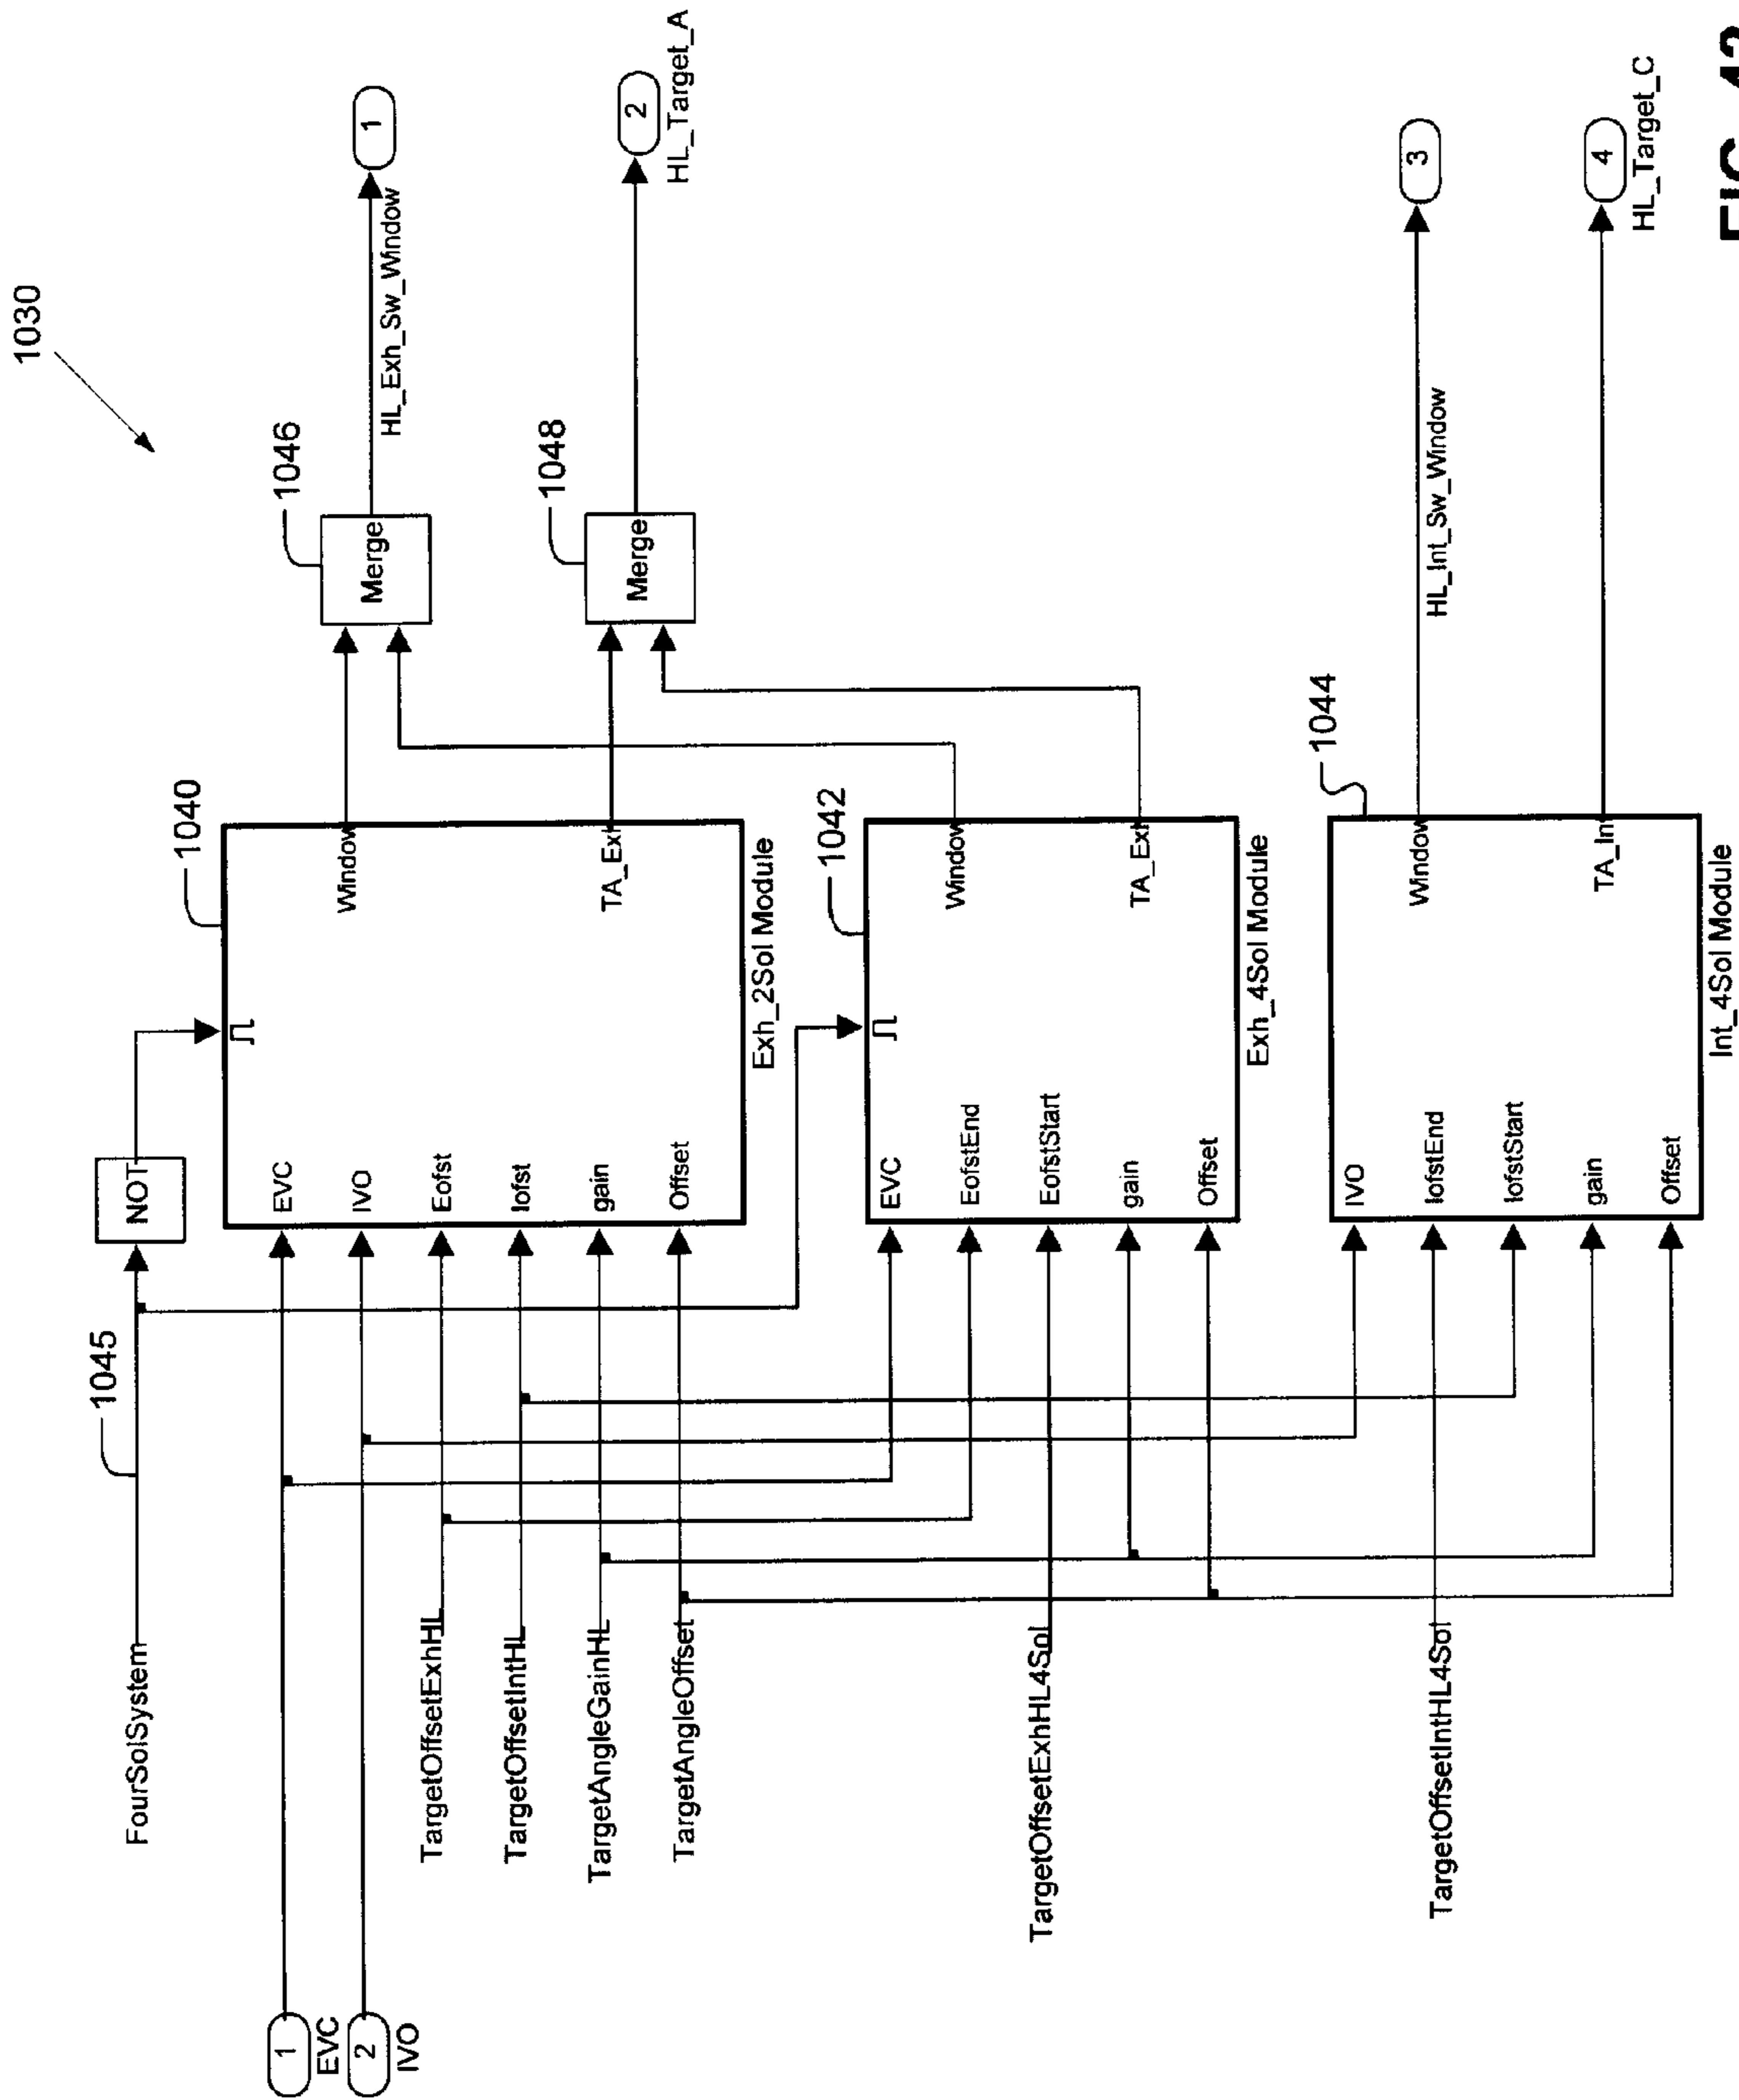 1030
FourSolSystem
1045
NOT
1
EVC
2
IVO
TargetOffsetExhHL
TargetOffsetIntHL
TargetAngleGainHL
TargetAngleOffset
TargetOffsetExhHL4Sol
TargetOffsetIntHL4Sol
1040
EVC
IVO
Eofst
Iofst
gain
Offset
Window
TA_Ext
Exh_2Sol Module
1042
EVC
EofstEnd
EofstStart
gain
Offset
Window
TA_Ext
Exh_4Sol Module
1044
IVO
IofstEnd
IofstStart
gain
Offset
Window
TA_Int
Int_4Sol Module
1046
Merge
HL_Exh_Sw_Window
1
1048
Merge
2
HL_Target_A
HL_Int_Sw_Window
3
4
HL_Target_C